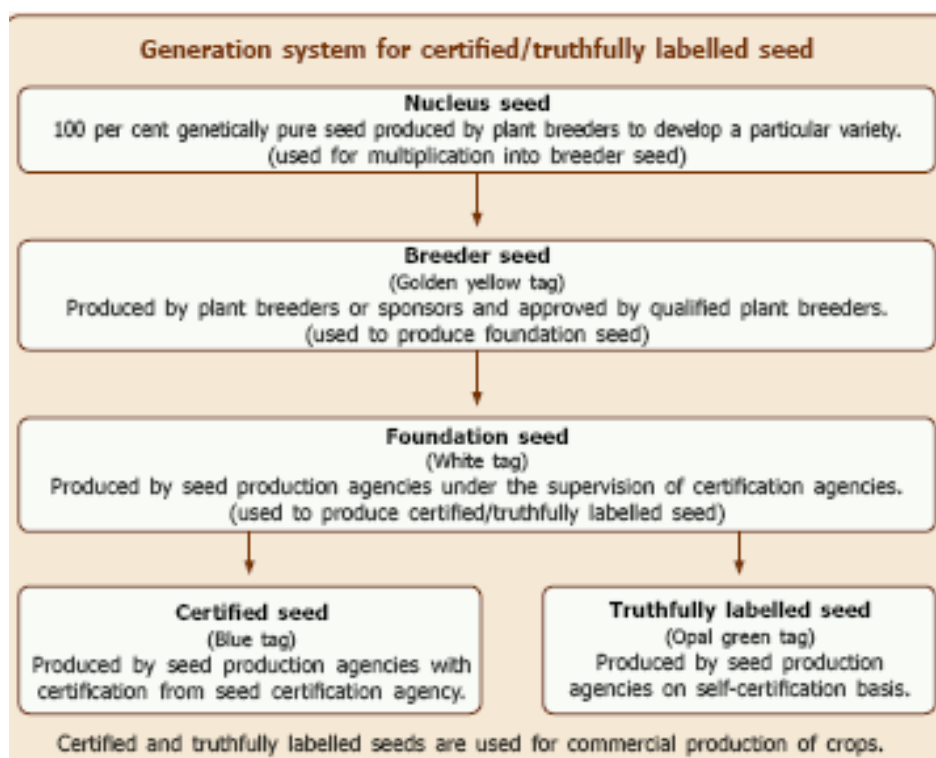 Generation system for certified/truthfully labelled seed
Nucleus seed
100 per cent genetically pure seed produced by plant breeders to develop a particular variety.
(used for multiplication into breeder seed)
Breeder seed
(Golden yellow tag)
Produced by plant breeders or sponsors and approved by qualified plant breeders.
(used to produce foundation seed)
Foundation seed
(White tag)
Produced by seed production agencies under the supervision of certification agencies.
(used to produce certified/truthfully labelled seed)
Certified seed
(Blue tag)
Produced by seed production agencies with
certification from seed certification agency.
Truthfully labelled seed
(Opal green tag)
Produced by seed production
agencies on self-certification basis.
Certified and truthfully labelled seeds are used for commercial production of crops.